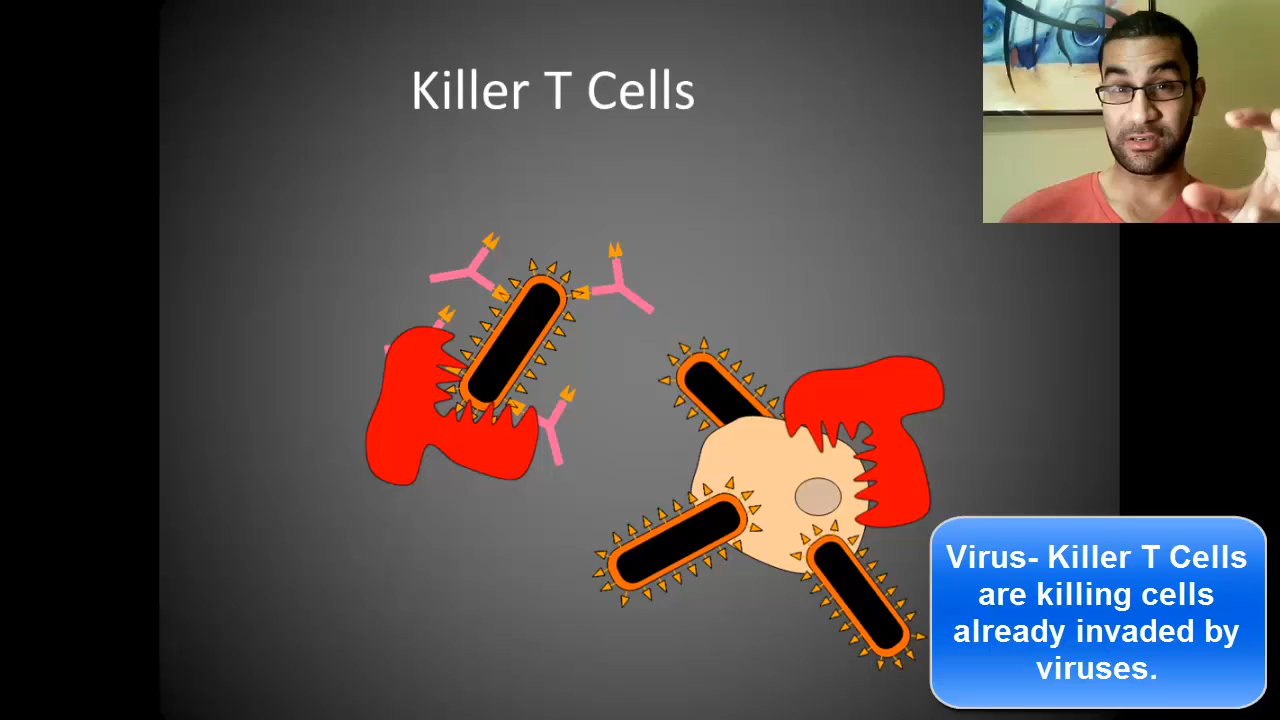 Killer T Cells
Virus- Killer T Cells
are killing cells
already invaded by
viruses.